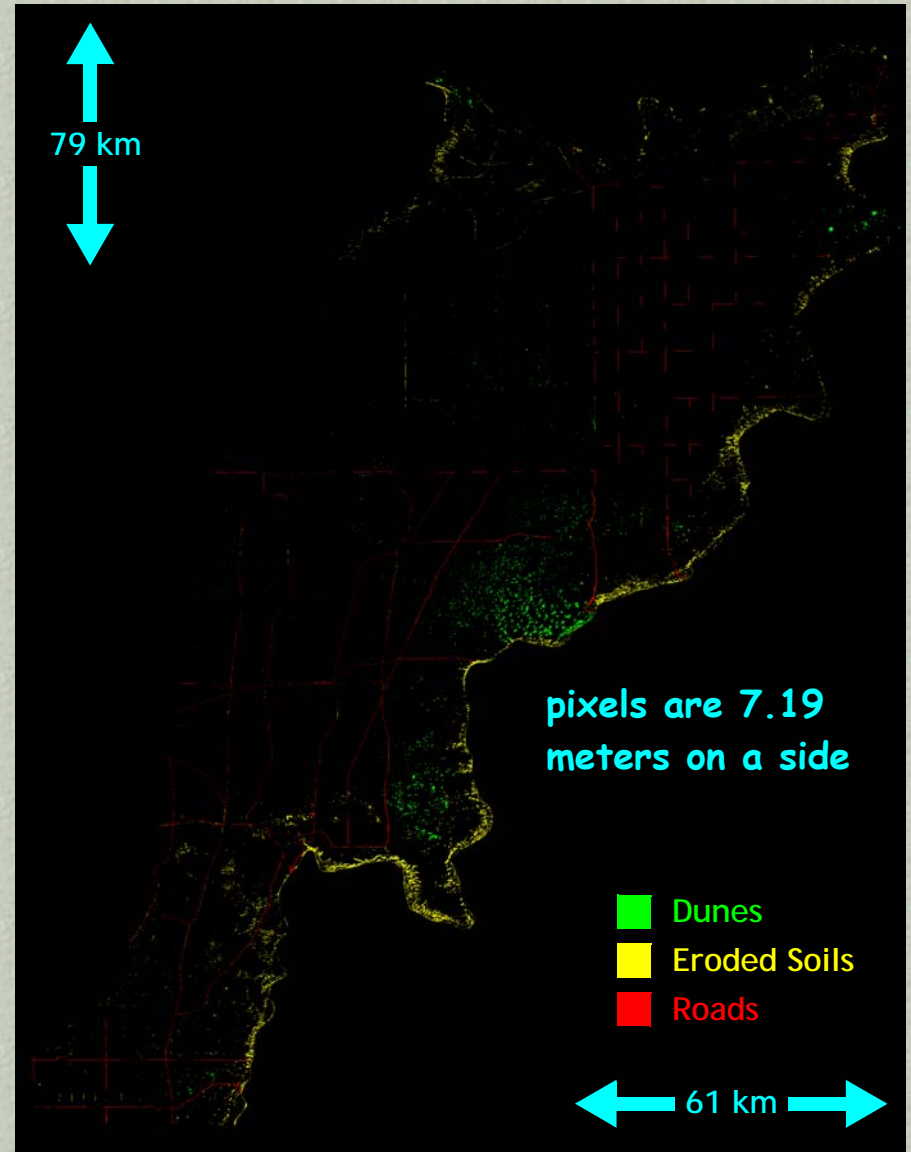 79 km
pixels are 7.19
meters on a side
Dunes
Eroded Soils
Roads
61 km